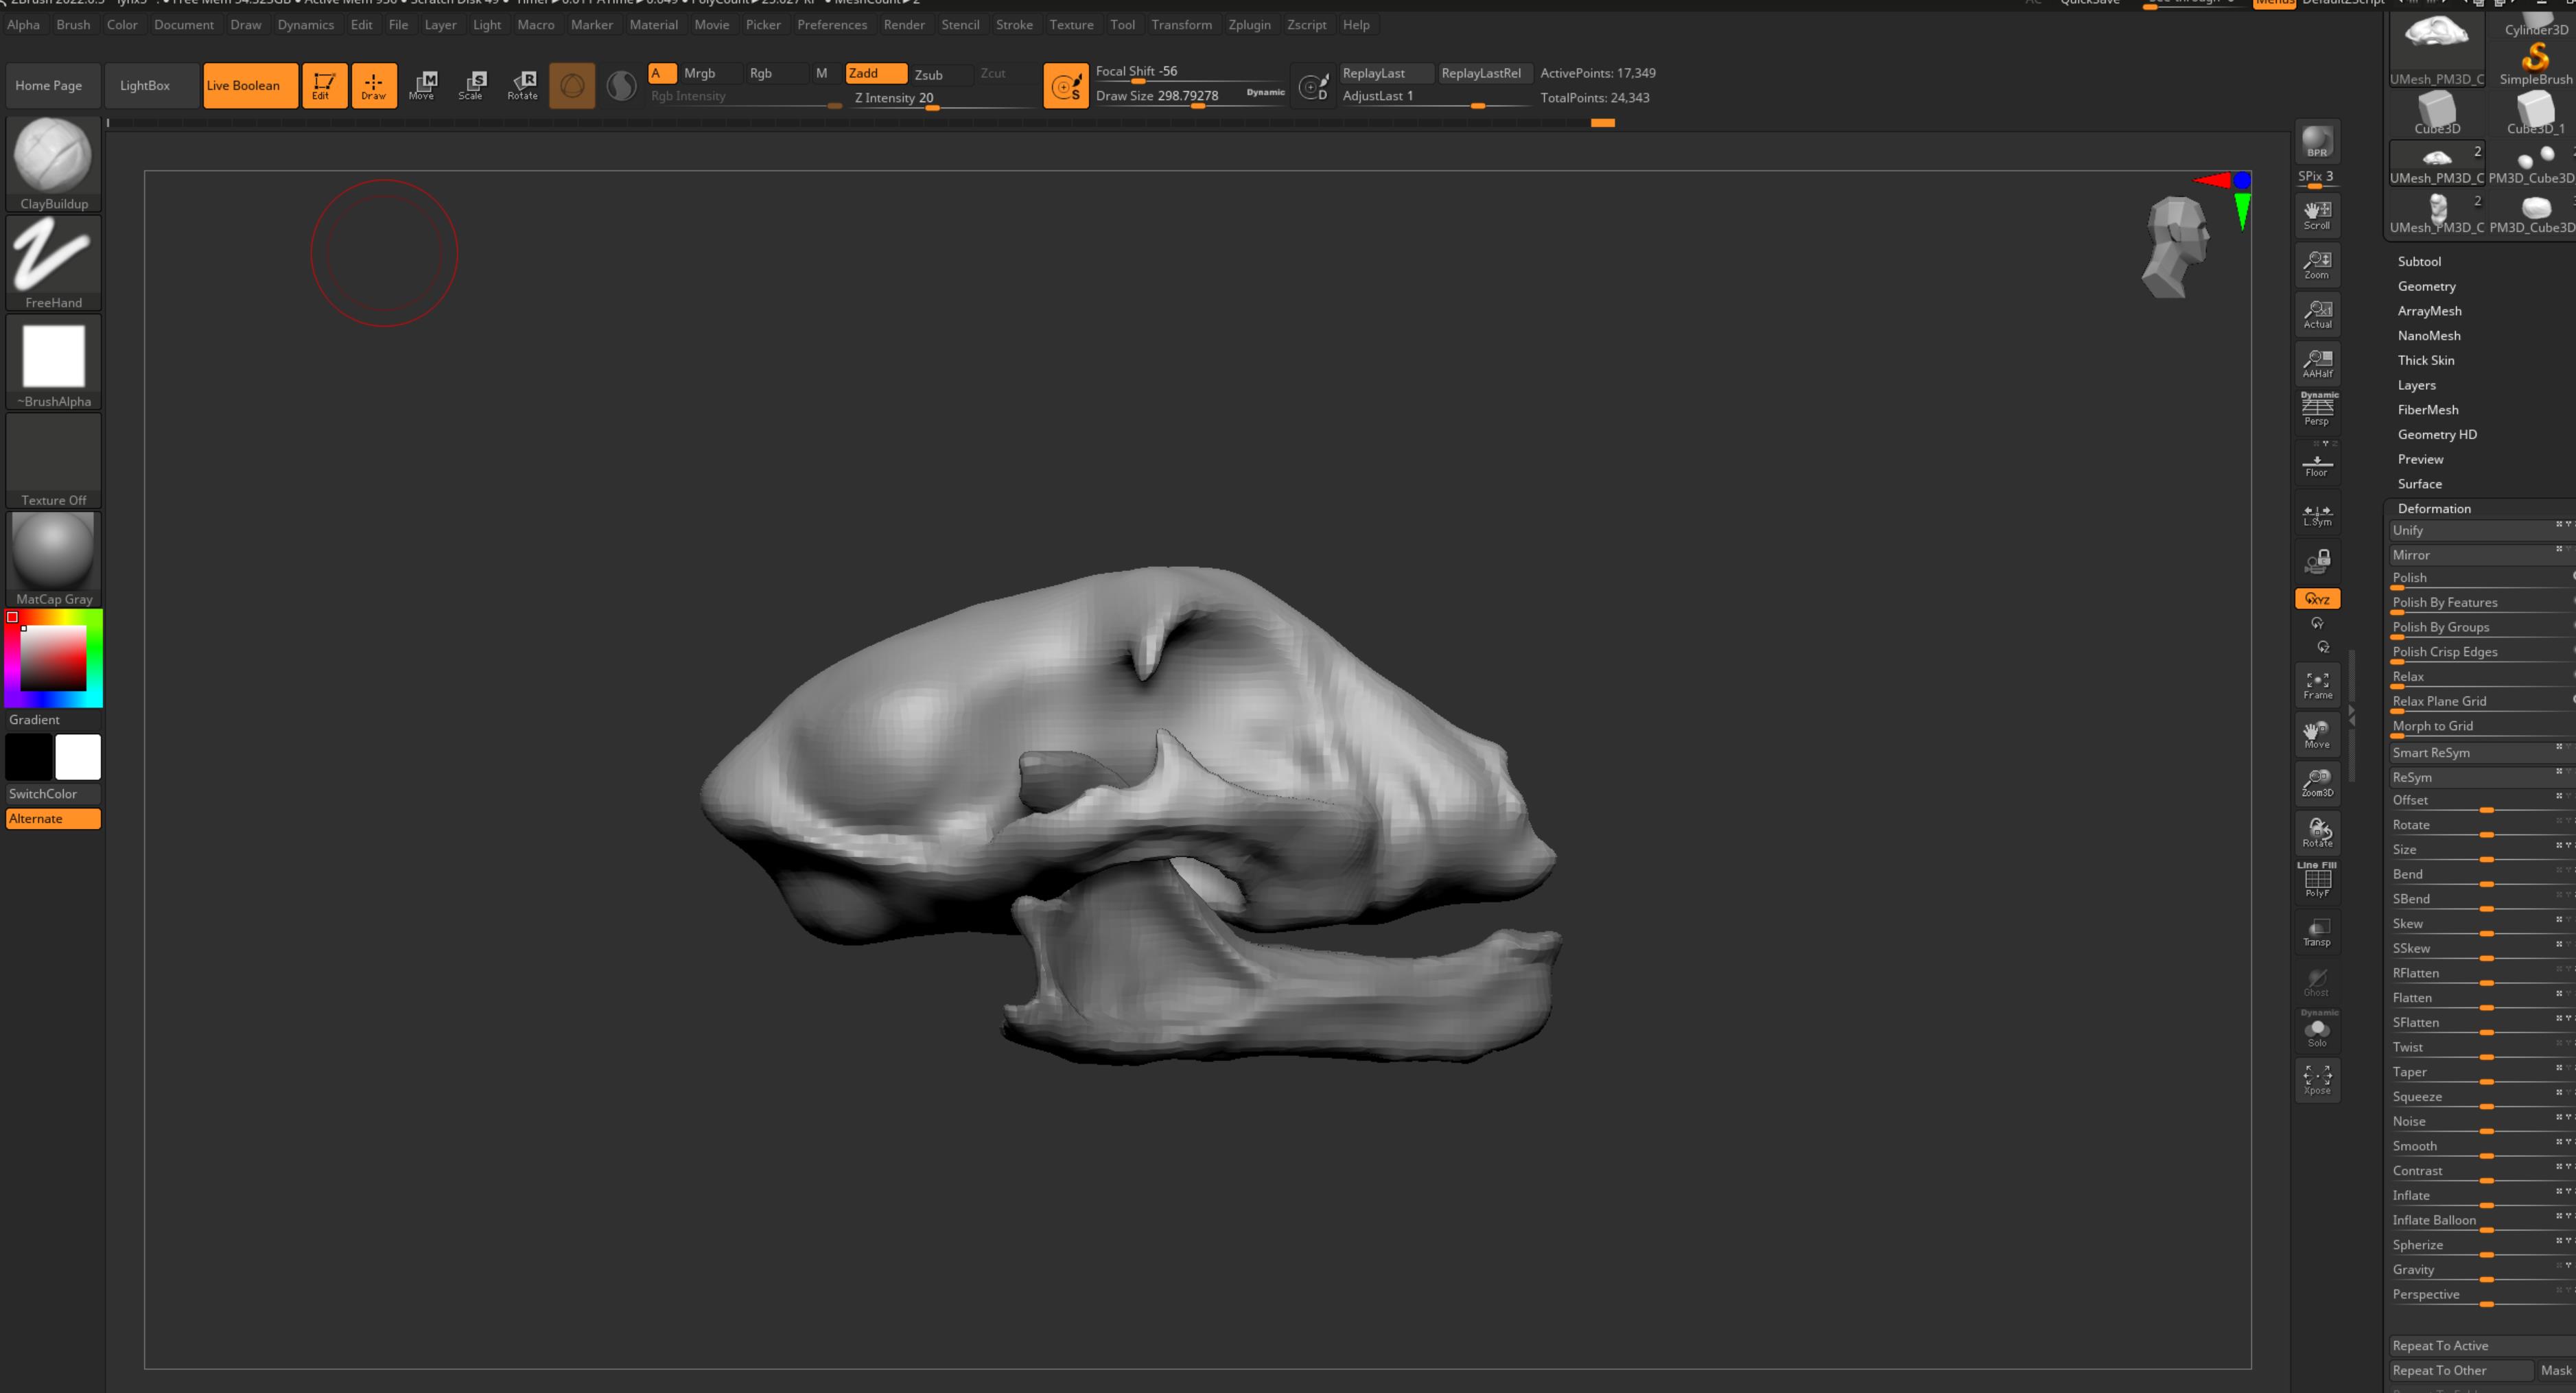 QuickSave
Menus DefaultZScript
Alpha Brush Color Document Draw Dynamics Edit File Layer Light Macro Marker Material Movie Picker Preferences Render Stencil Stroke Texture Tool Transform Zplugin Zscript Help
Home Page
LightBox
Live Boolean
Edit
Draw
M
Move
S
Scale
R
Rotate
A Mrgb Rgb M
Rgb Intensity
Zadd Zsub Zcut
Z Intensity 20
S
Focal Shift -56
Draw Size 298.79278
Dynamic
D
ReplayLast ReplayLastRel
AdjustLast 1
ActivePoints: 17,349
TotalPoints: 24,343
ClayBuildup
FreeHand
~BrushAlpha
Texture Off
MatCap Gray
Gradient
SwitchColor
Alternate
BPR
SPix 3
Scroll
Zoom
Actual
AAHalf
Dynamic
Persp
Floor
L.Sym
XYZ
Y
Z
Frame
Move
Zoom3D
Rotate
Line Fill
PolyF
Transp
Ghost
Dynamic
Solo
Xpose
Cylinder3D
UMesh_PM3D_C SimpleBrush
Cube3D Cube3D_1
2
UMesh_PM3D_C PM3D_Cube3D
2
UMesh_PM3D_C PM3D_Cube3D
Subtool
Geometry
ArrayMesh
NanoMesh
Thick Skin
Layers
FiberMesh
Geometry HD
Preview
Surface
Deformation
Unify
Mirror
Polish
Polish By Features
Polish By Groups
Polish Crisp Edges
Relax
Relax Plane Grid
Morph to Grid
Smart ReSym
ReSym
Offset
Rotate
Size
Bend
SBend
Skew
SSkew
RFlatten
Flatten
SFlatten
Twist
Taper
Squeeze
Noise
Smooth
Contrast
Inflate
Inflate Balloon
Spherize
Gravity
Perspective
Repeat To Active
Repeat To Other Mask